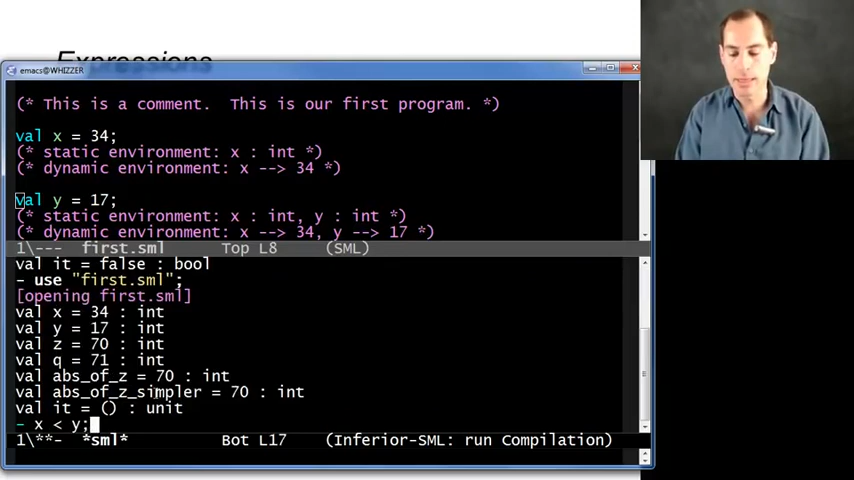 Expressions
emacs@WHIZZER
(* This is a comment.  This is our first program. *)
val x = 34;
(* static environment: x : int *)
(* dynamic environment: x --> 34 *)
val y = 17;
(* static environment: x : int, y : int *)
(* dynamic environment: x --> 34, y --> 17 *)
1\---  first.sml      Top L8     (SML)
val it = false : bool
- use "first.sml";
[opening first.sml]
val x = 34 : int
val y = 17 : int
val z = 70 : int
val q = 71 : int
val abs_of_z = 70 : int
val abs_of_z_simpler = 70 : int
val it = () : unit
- x < y;
1\**-  *sml*          Bot L17    (Inferior-SML: run Compilation)